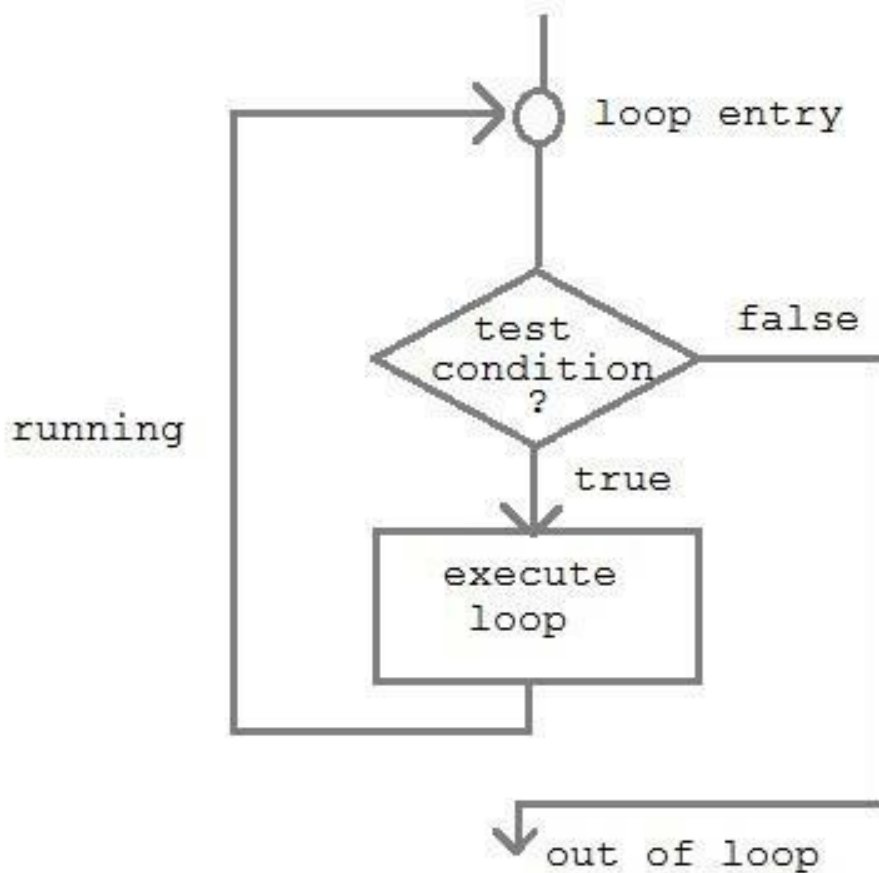 loop entry
test
condition
?
false
running
true
execute
loop
out of loop